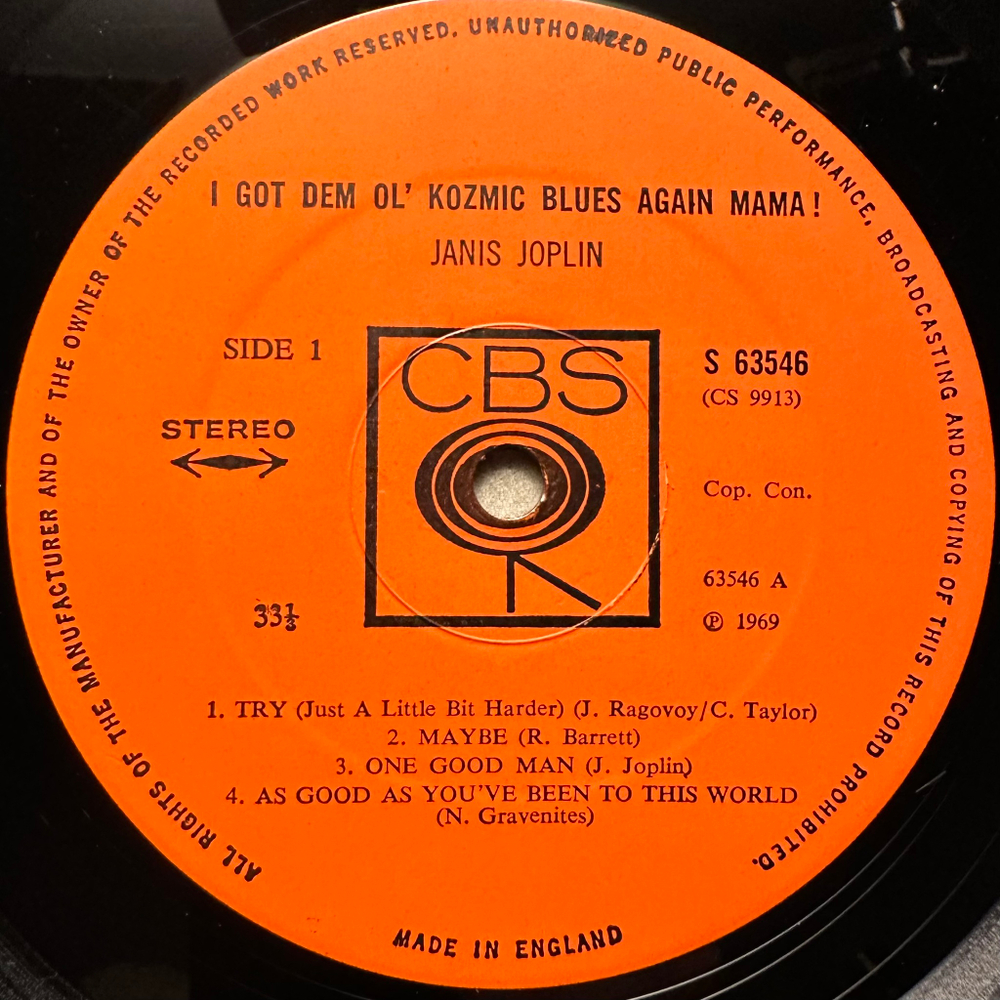 ALL RIGHTS OF THE MANUFACTURER AND OF THE OWNER OF THE RECORDED WORK RESERVED. UNAUTHORIZED PUBLIC PERFORMANCE, BROADCASTING AND COPYING OF THIS RECORD PROHIBITED.
I GOT DEM OL' KOZMIC BLUES AGAIN MAMA!
JANIS JOPLIN
SIDE 1
CBS
S 63546
(CS 9913)
STEREO
Cop. Con.
63546 A
33⅓
℗ 1969
1. TRY (Just A Little Bit Harder) (J. Ragovoy/C. Taylor)
2. MAYBE (R. Barrett)
3. ONE GOOD MAN (J. Joplin)
4. AS GOOD AS YOU'VE BEEN TO THIS WORLD
(N. Gravenites)
MADE IN ENGLAND